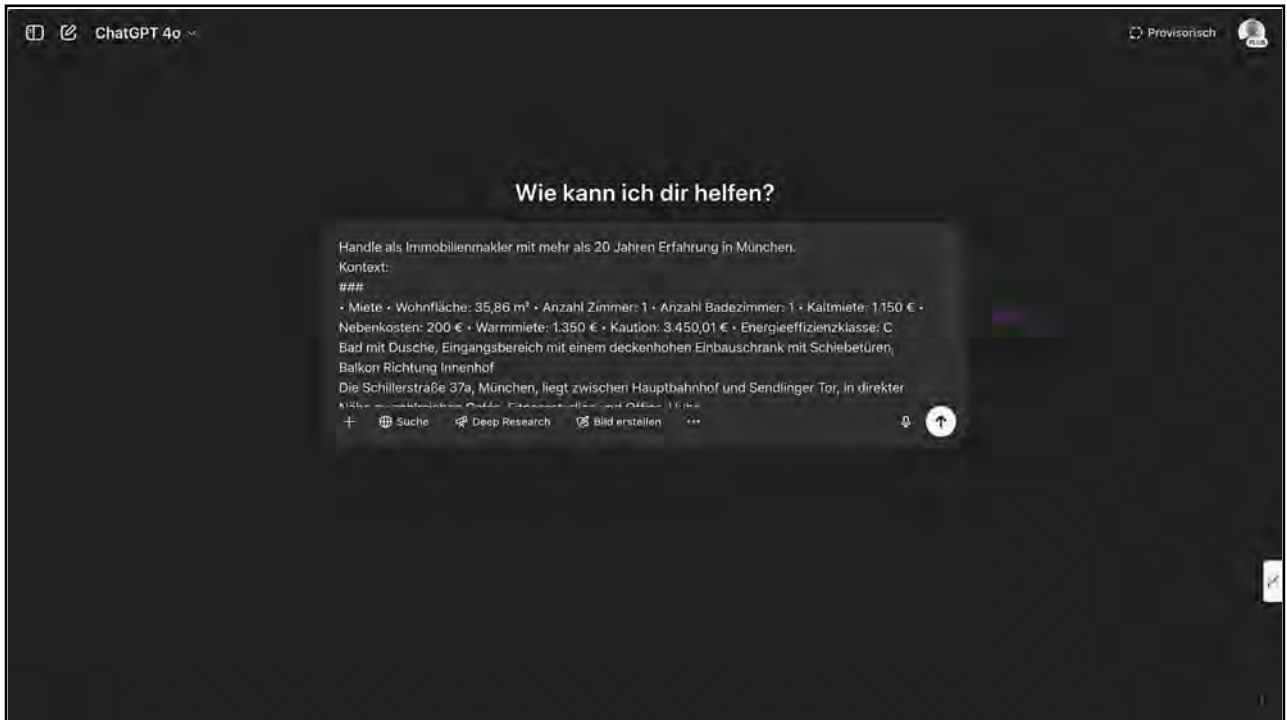 ChatGPT 4o
Provisorisch
PLUS
Wie kann ich dir helfen?
Handle als Immobilienmakler mit mehr als 20 Jahren Erfahrung in München.
Kontext:
###
• Miete • Wohnfläche: 35,86 m² • Anzahl Zimmer: 1 • Anzahl Badezimmer: 1 • Kaltmiete: 1.150 € •
Nebenkosten: 200 € • Warmmiete: 1.350 € • Kaution: 3.450,01 € • Energieeffizienzklasse: C
Bad mit Dusche, Eingangsbereich mit einem deckenhohen Einbauschrank mit Schiebetüren,
Balkon Richtung Innenhof
Die Schillerstraße 37a, München, liegt zwischen Hauptbahnhof und Sendlinger Tor, in direkter
Suche Deep Research Bild erstellen